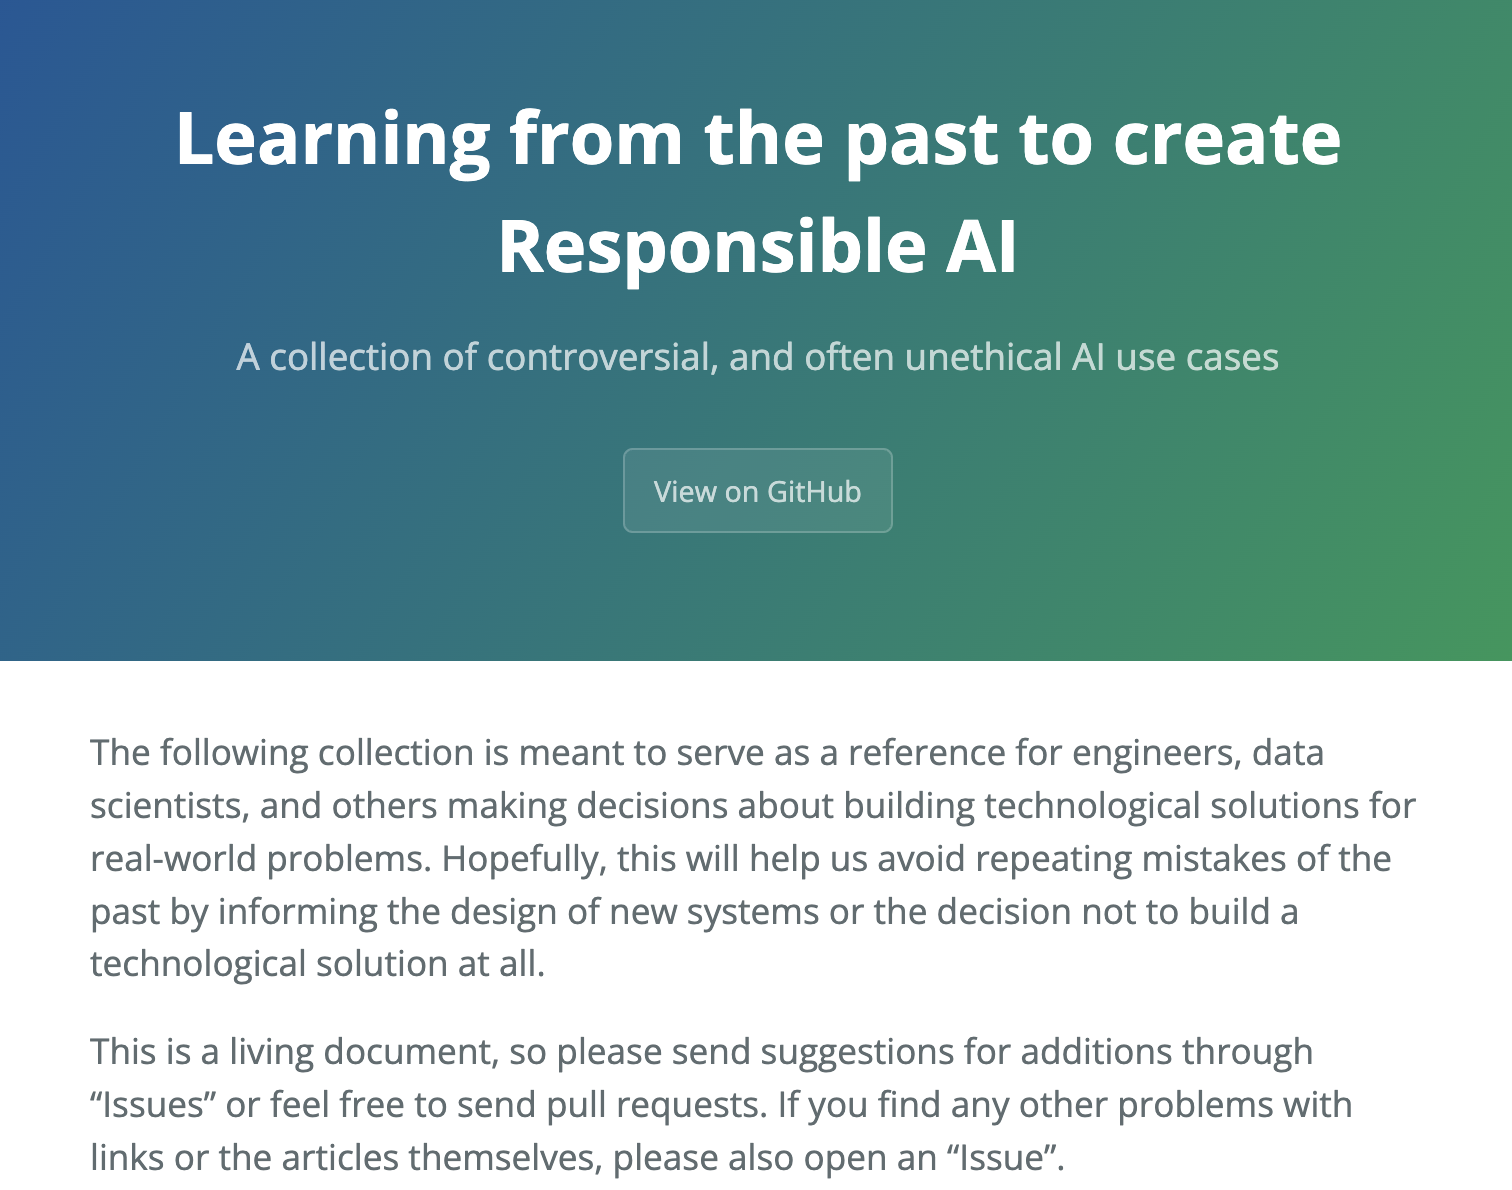 Learning from the past to create
Responsible AI
A collection of controversial, and often unethical AI use cases
View on GitHub
The following collection is meant to serve as a reference for engineers, data
scientists, and others making decisions about building technological solutions for
real-world problems. Hopefully, this will help us avoid repeating mistakes of the
past by informing the design of new systems or the decision not to build a
technological solution at all.
This is a living document, so please send suggestions for additions through
“Issues” or feel free to send pull requests. If you find any other problems with
links or the articles themselves, please also open an “Issue”.